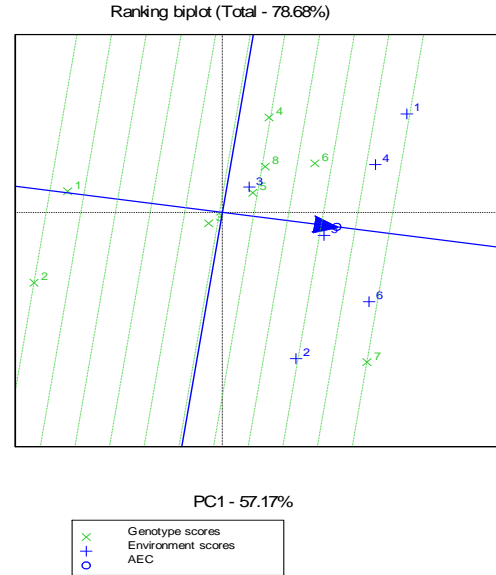 Ranking biplot (Total - 78.68%)
1
4
4
6
8
3
5
1
2
6
2
7
PC1 - 57.17%
Genotype scores
Environment scores
AEC